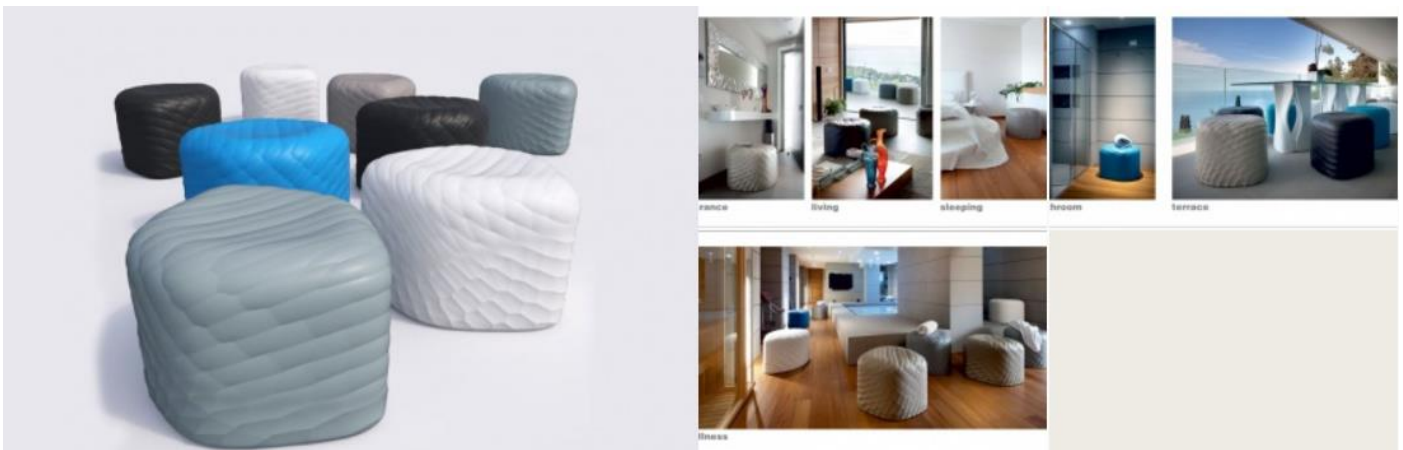 rance
living
sleeping
hroom
terrace
llness